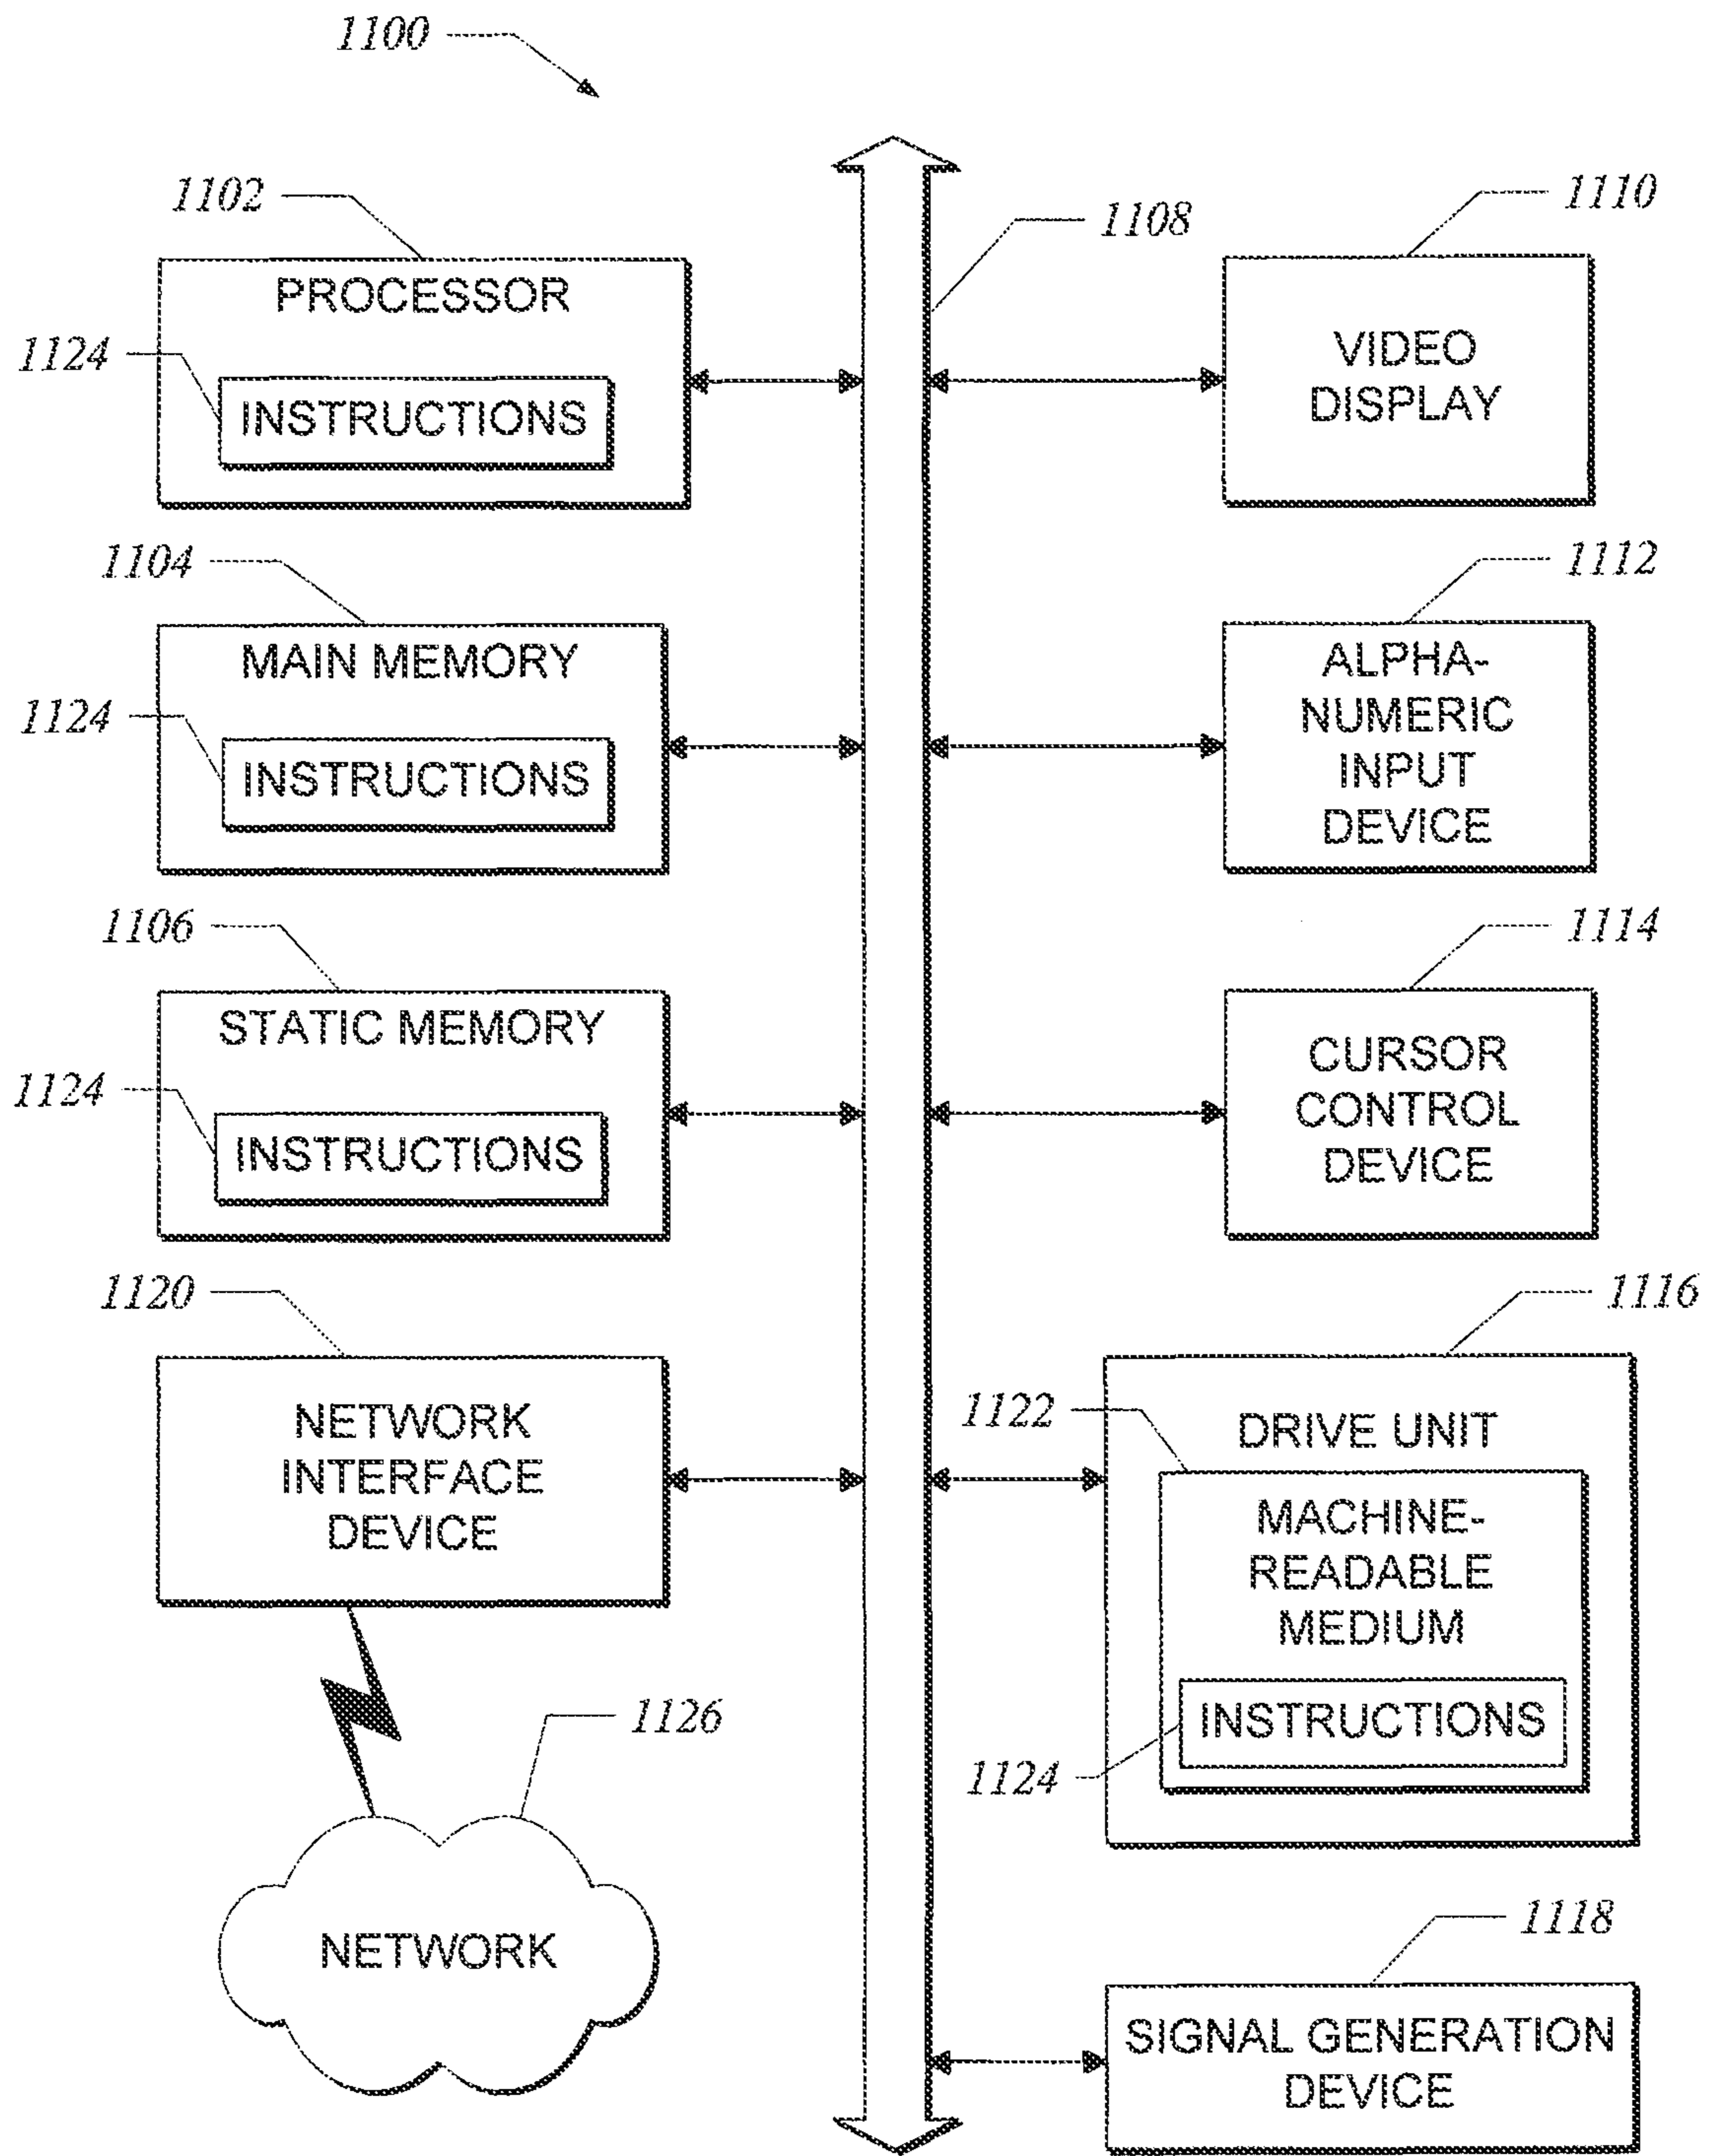 1100
1102
PROCESSOR
1124
INSTRUCTIONS
1104
MAIN MEMORY
1124
INSTRUCTIONS
1106
STATIC MEMORY
1124
INSTRUCTIONS
1120
NETWORK
INTERFACE
DEVICE
1126
NETWORK
1108
1110
VIDEO
DISPLAY
1112
ALPHA-
NUMERIC
INPUT
DEVICE
1114
CURSOR
CONTROL
DEVICE
1116
DRIVE UNIT
1122
MACHINE-
READABLE
MEDIUM
INSTRUCTIONS
1124
1118
SIGNAL GENERATION
DEVICE